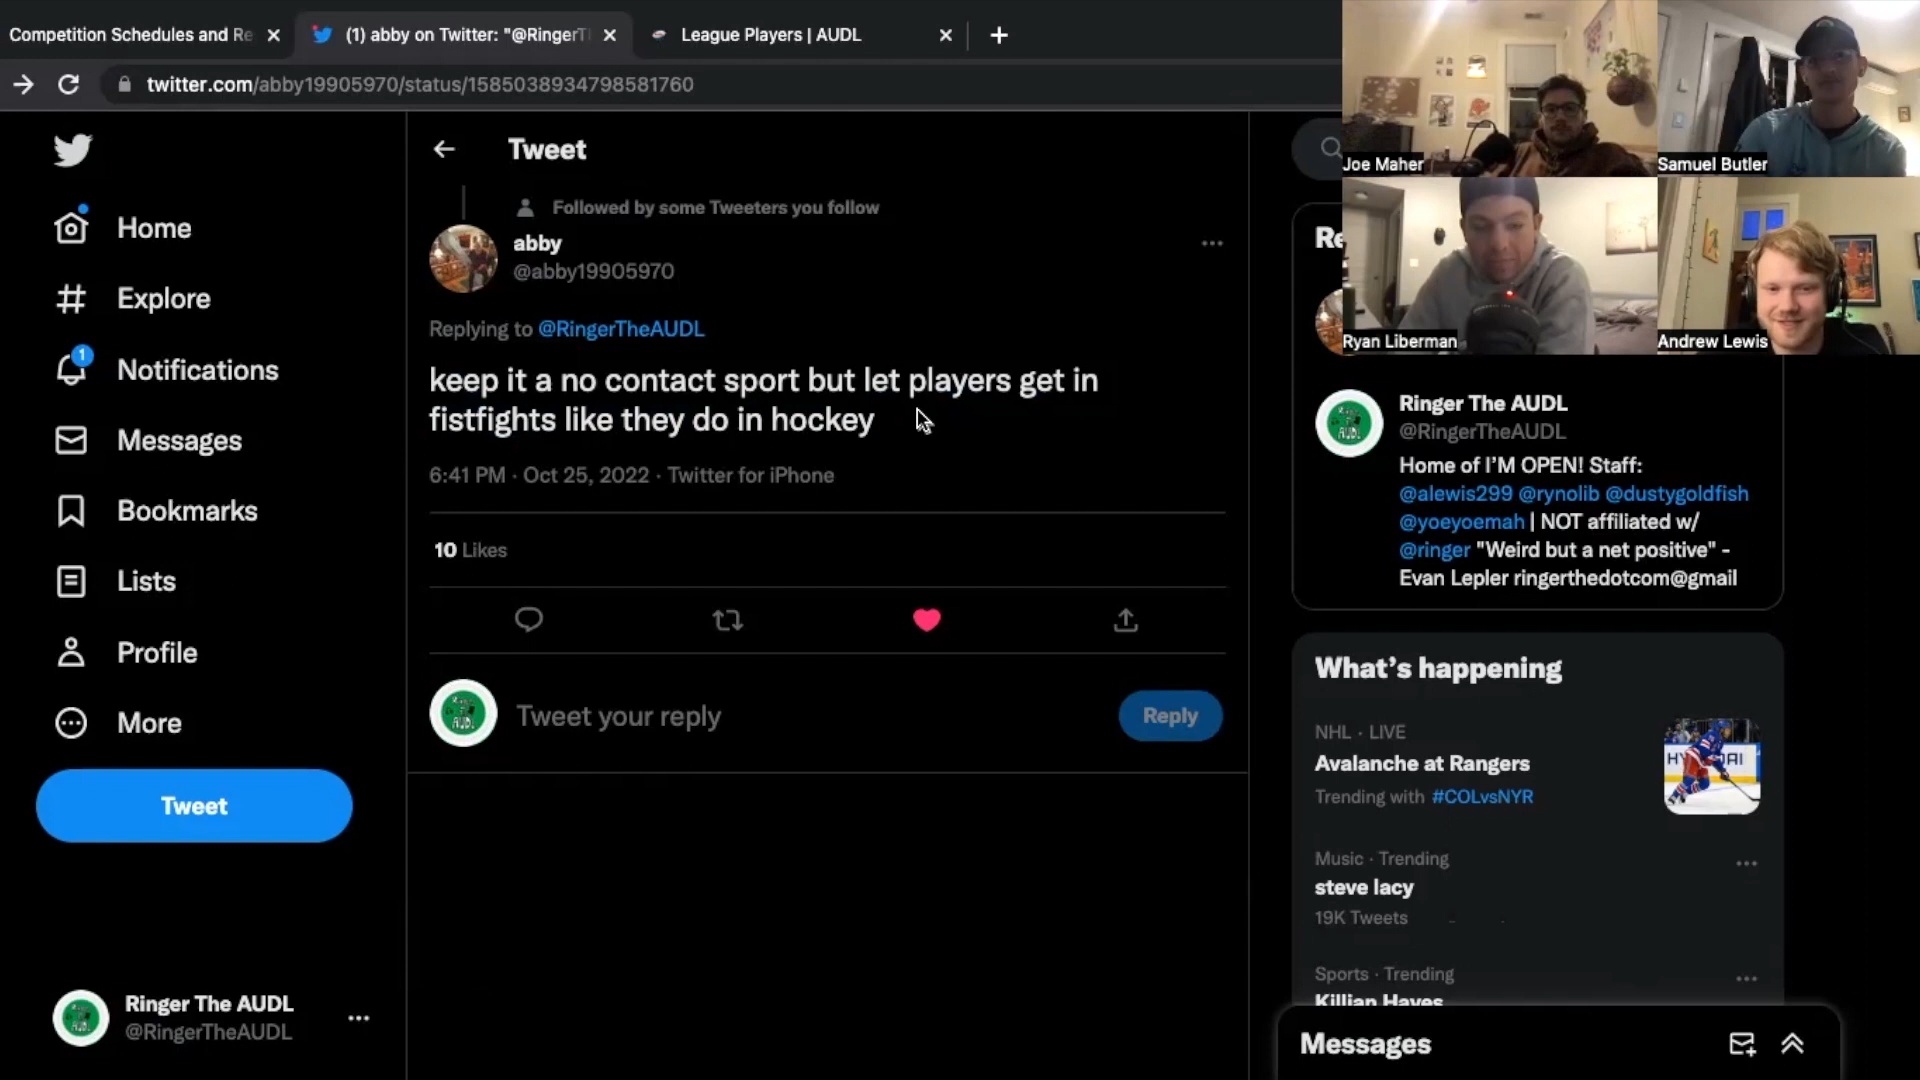 Competition Schedules and Re
(1) abby on Twitter: "@RingerT
League Players | AUDL
twitter.com/abby19905970/status/1585038934798581760
Joe Maher
Samuel Butler
Ryan Liberman
Andrew Lewis
Home
Explore
1
Notifications
Messages
Bookmarks
Lists
Profile
More
Tweet
Ringer The AUDL
@RingerTheAUDL
Tweet
Followed by some Tweeters you follow
abby
@abby19905970
Replying to @RingerTheAUDL
keep it a no contact sport but let players get in
fistfights like they do in hockey
6:41 PM · Oct 25, 2022 · Twitter for iPhone
10 Likes
Tweet your reply
Reply
Re
Ringer The AUDL
@RingerTheAUDL
Home of I'M OPEN! Staff:
@alewis299 @rynolib @dustygoldfish
@yoeyoemah | NOT affiliated w/
@ringer "Weird but a net positive" -
Evan Lepler ringerthedotcom@gmail
What's happening
NHL · LIVE
Avalanche at Rangers
Trending with #COLvsNYR
Music · Trending
steve lacy
19K Tweets
Sports · Trending
Killian Hayes
Messages